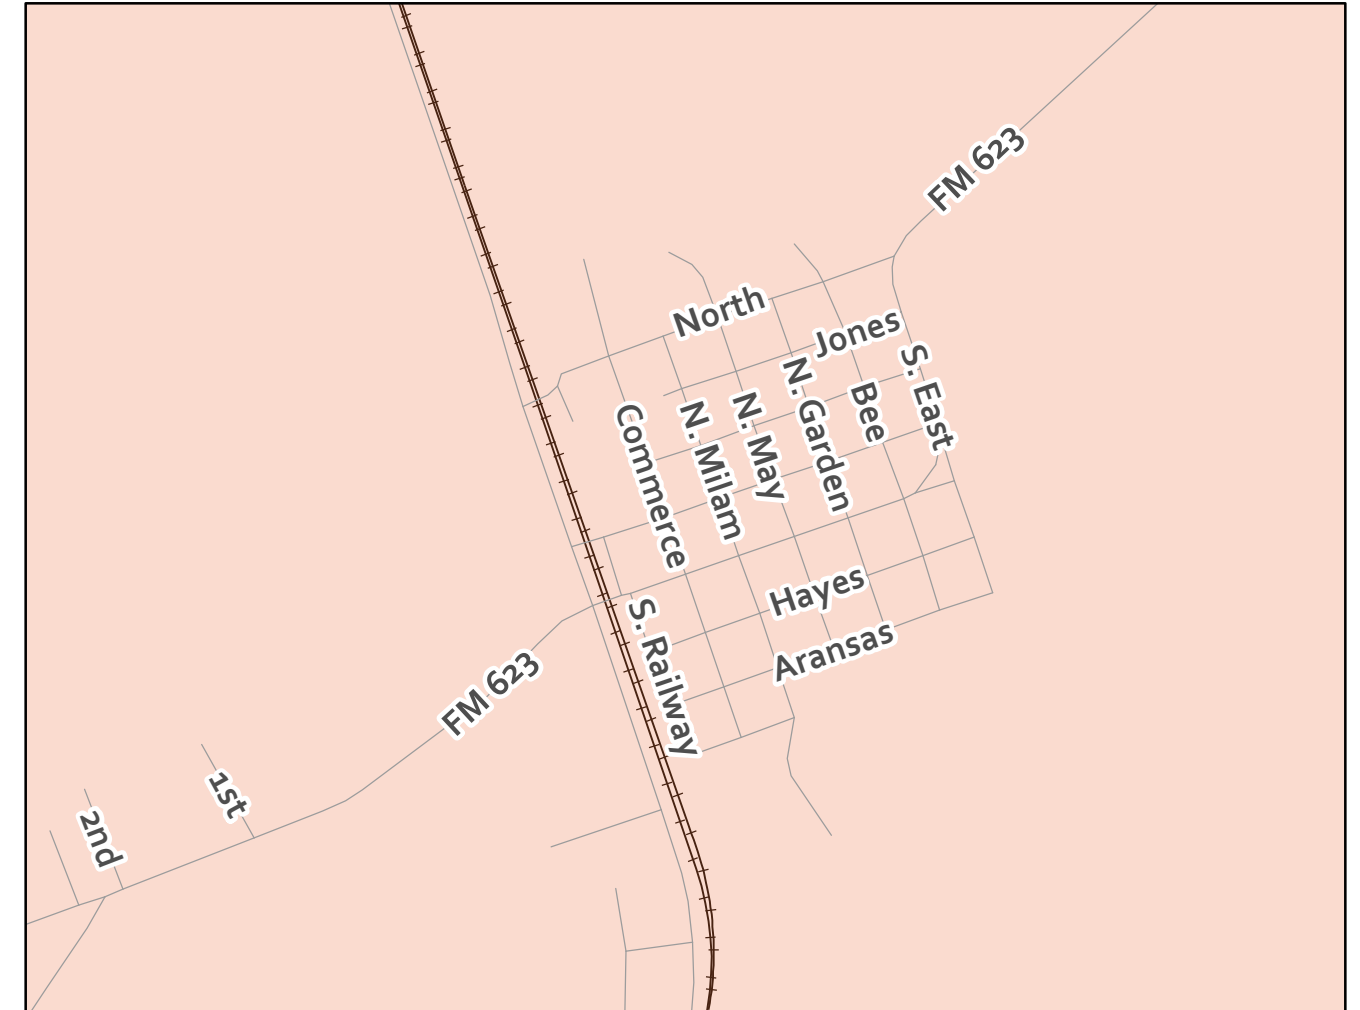 FM 623
North
Jones
S. East
Commerce
N. Milam
N. May
N. Garden
Bee
Hayes
Aransas
S. Railway
FM 623
1st
2nd